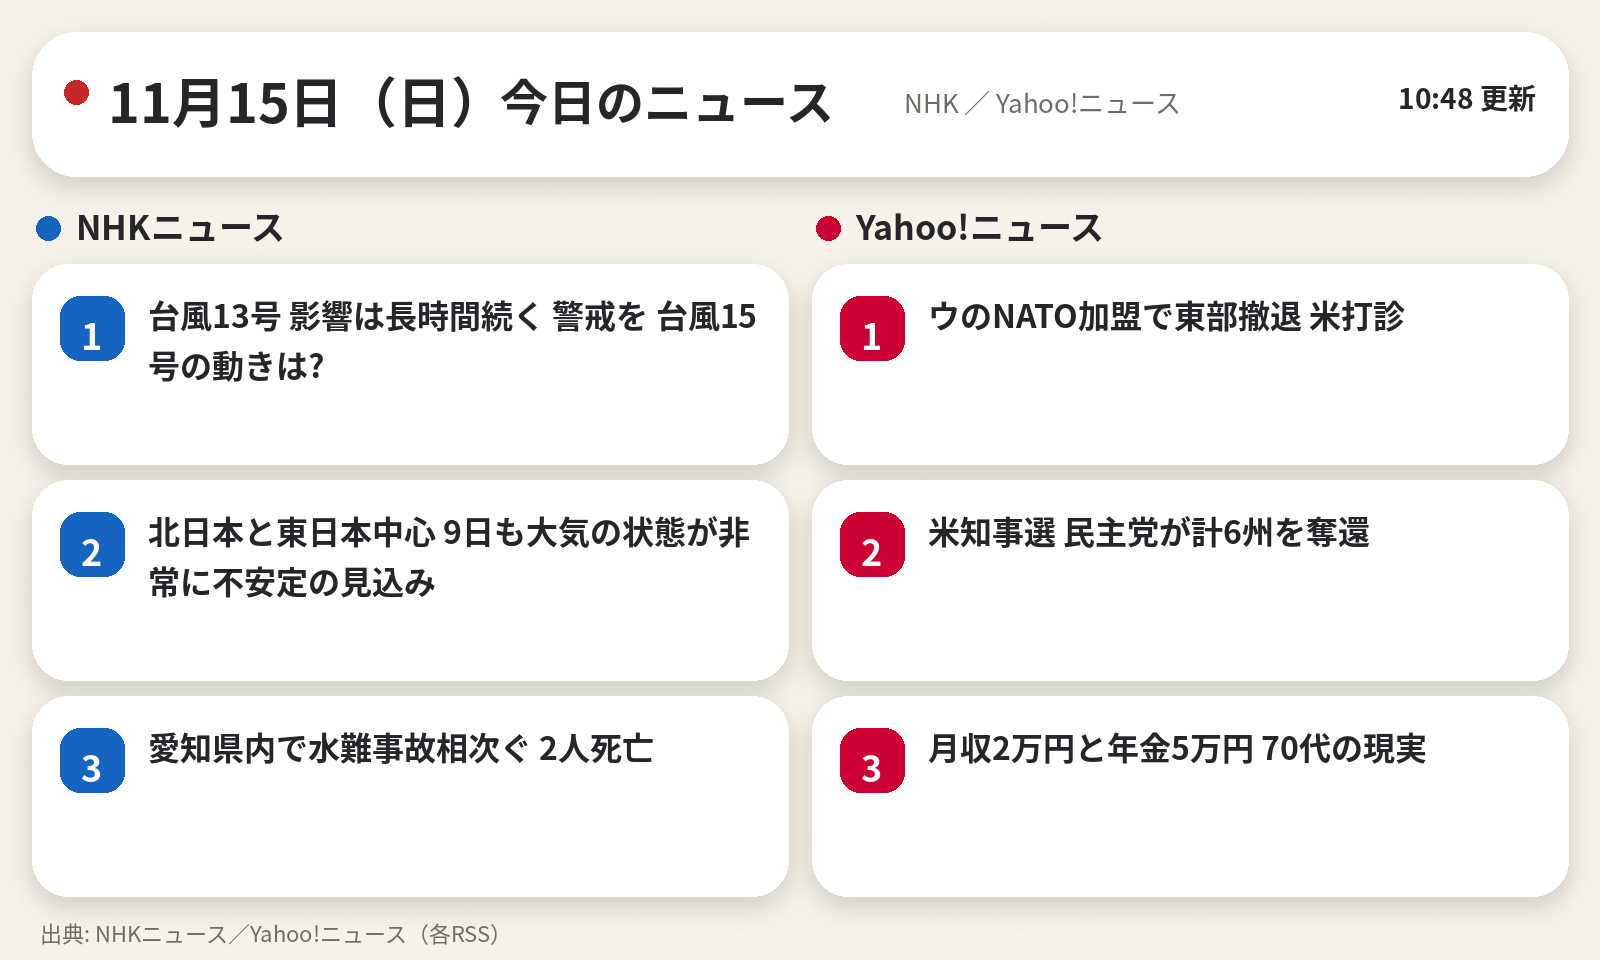 11月15日（日）今日のニュース
NHK ／ Yahoo!ニュース
10:48 更新
NHKニュース
1
台風13号 影響は長時間続く 警戒を 台風15
号の動きは?
2
北日本と東日本中心 9日も大気の状態が非
常に不安定の見込み
3
愛知県内で水難事故相次ぐ 2人死亡
Yahoo!ニュース
1
ウのNATO加盟で東部撤退 米打診
2
米知事選 民主党が計6州を奪還
3
月収2万円と年金5万円 70代の現実
出典: NHKニュース／Yahoo!ニュース（各RSS）